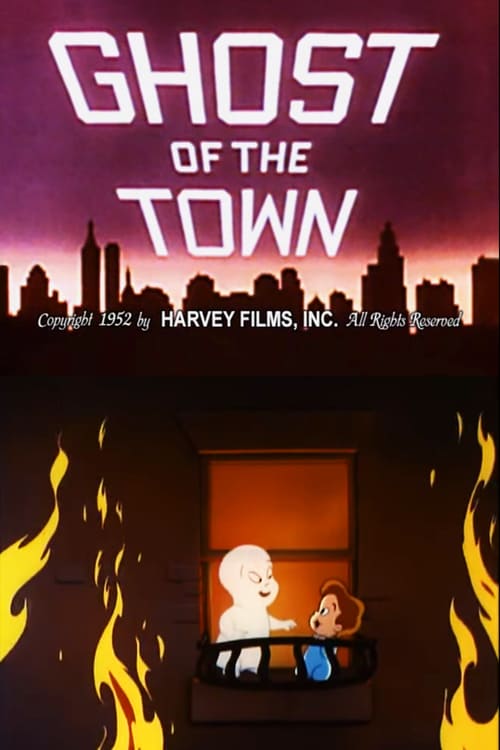 GHOST
OF THE
TOWN
Copyright 1952 by HARVEY FILMS, INC. All Rights Reserved